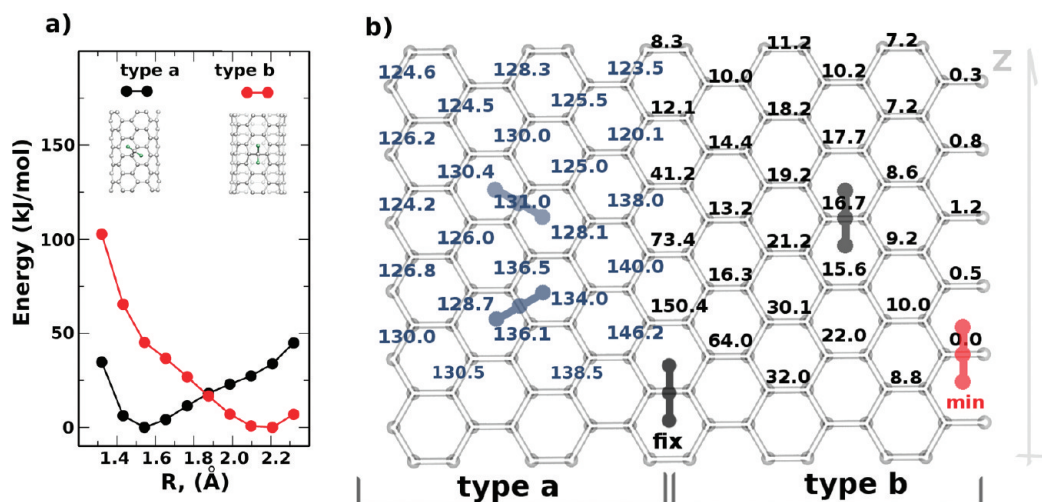 a)
type a type b
Energy (kJ/mol)
150
100
50
0
1.4 1.6 1.8 2.0 2.2
R, (Å)
b)
8.3 11.2 7.2
124.6 128.3 123.5 10.0 10.2 0.3
124.5 125.5 12.1 18.2 7.2
126.2 130.0 120.1 14.4 17.7 0.8
130.4 125.0 41.2 19.2 8.6
124.2 131.0 138.0 13.2 16.7 1.2
126.0 128.1 73.4 21.2 9.2
126.8 136.5 140.0 16.3 15.6 0.5
128.7 134.0 150.4 30.1 10.0
130.0 136.1 146.2 64.0 22.0 0.0
130.5 138.5 32.0 8.8
min
fix
type a type b
Z